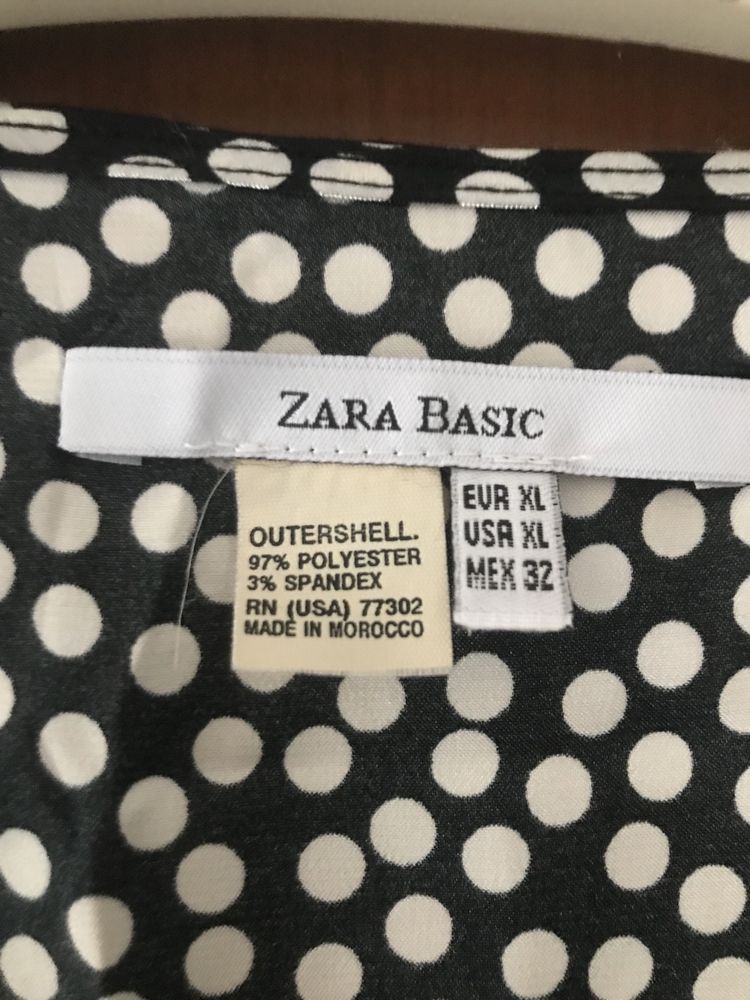 ZARA BASIC
OUTERSHELL.
97% POLYESTER
3% SPANDEX
RN (USA) 77302
MADE IN MOROCCO
EUR XL
USA XL
MEX 32